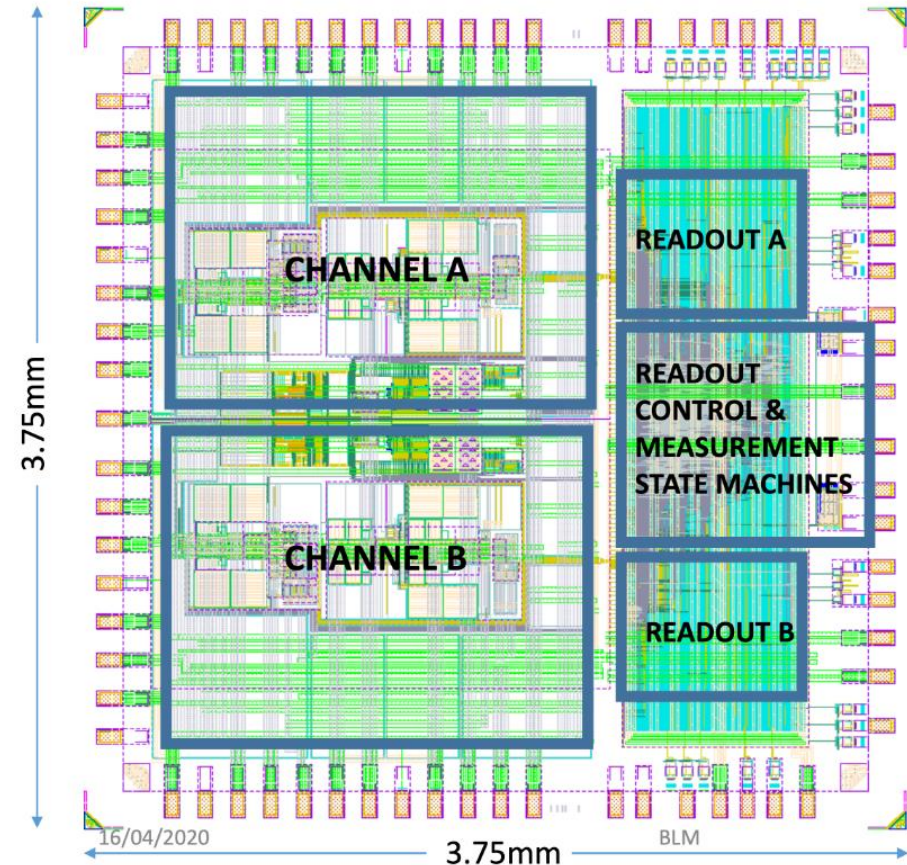 CHANNEL A
READOUT A
READOUT
CONTROL &
MEASUREMENT
STATE MACHINES
3.75mm
CHANNEL B
READOUT B
16/04/2020
BLM
3.75mm